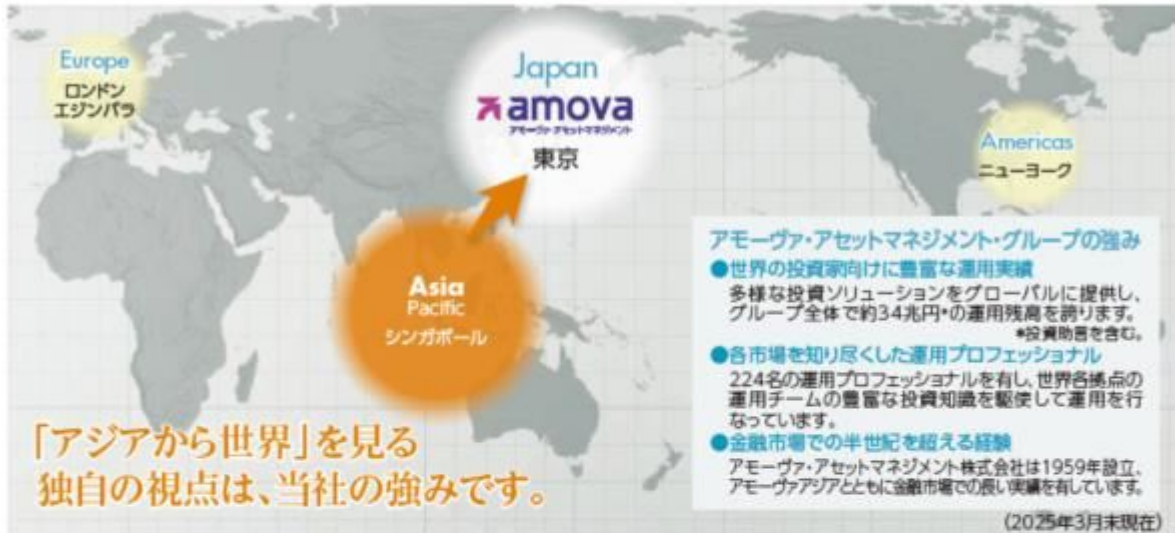 Europe
ロンドン
エジンバラ
Japan
amova
アモーヴァ・アセットマネジメント
東京
Americas
ニューヨーク
Asia
Pacific
シンガポール
「アジアから世界」を見る
独自の視点は、当社の強みです。
アモーヴァ・アセットマネジメント・グループの強み
●世界の投資家向けに豊富な運用実績
多様な投資ソリューションをグローバルに提供し、
グループ全体で約34兆円*の運用残高を誇ります。
*投資助言を含む。
●各市場を知り尽くした運用プロフェッショナル
224名の運用プロフェッショナルを有し、世界各拠点の
運用チームの豊富な投資知識を駆使して運用を行
なっています。
●金融市場での半世紀を超える経験
アモーヴァ・アセットマネジメント株式会社は1959年設立、
アモーヴァアジアとともに金融市場での長い実績を有しています。
(2025年3月末現在)